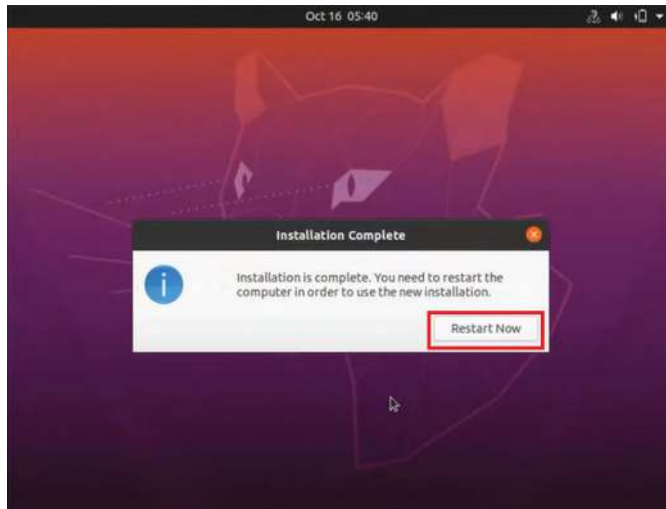 Oct 16 05:40
Installation Complete
Installation is complete. You need to restart the
computer in order to use the new installation.
Restart Now